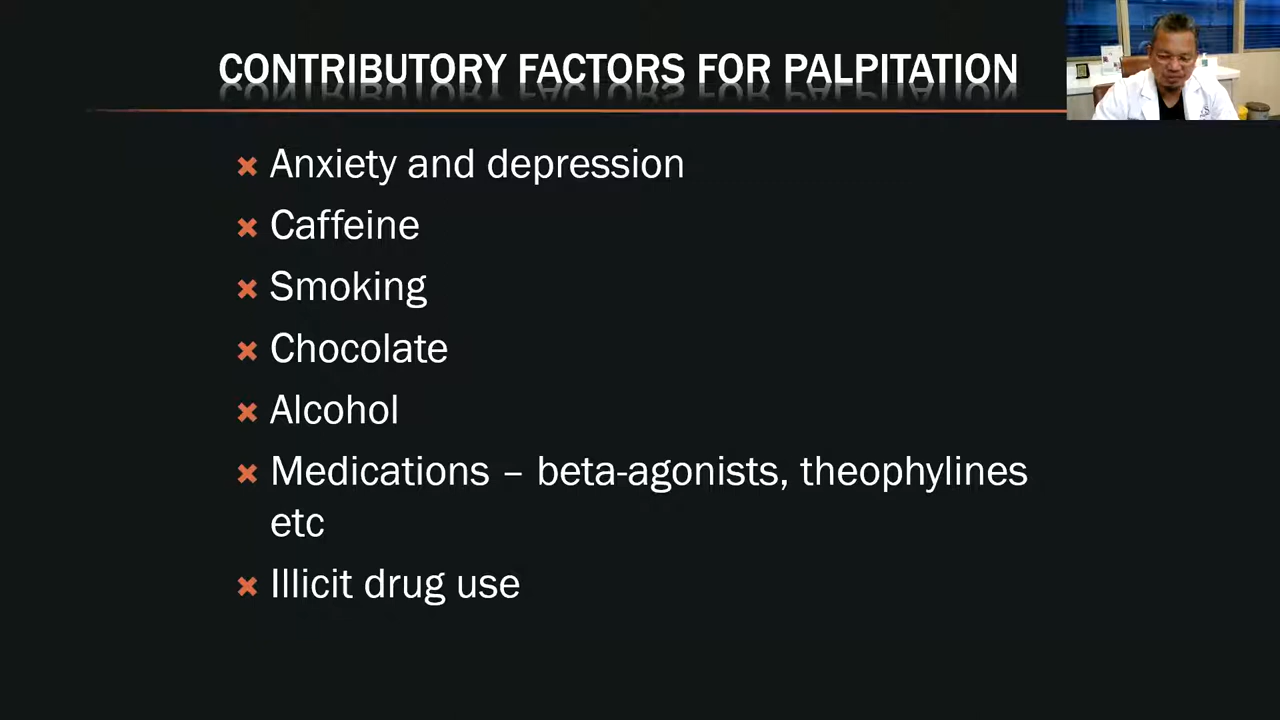 CONTRIBUTORY FACTORS FOR PALPITATION
Anxiety and depression
Caffeine
Smoking
Chocolate
Alcohol
Medications – beta-agonists, theophylines
etc
Illicit drug use